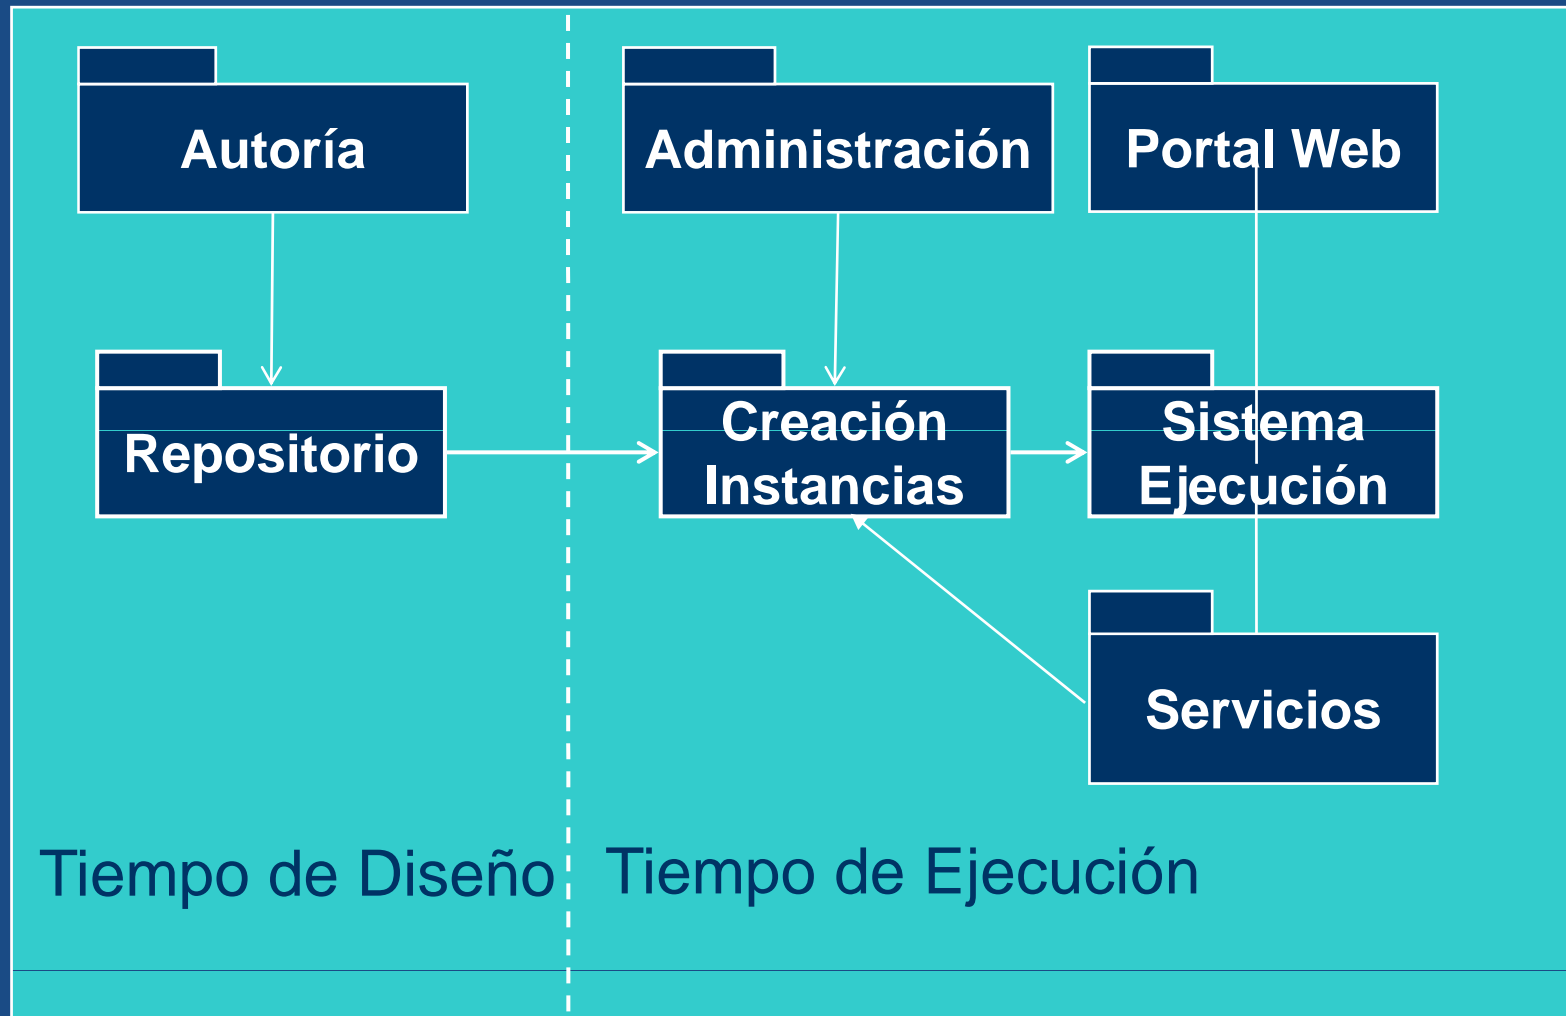 Autoría
Administración
Portal Web
Repositorio
Creación
Instancias
Sistema
Ejecución
Servicios
Tiempo de Diseño
Tiempo de Ejecución